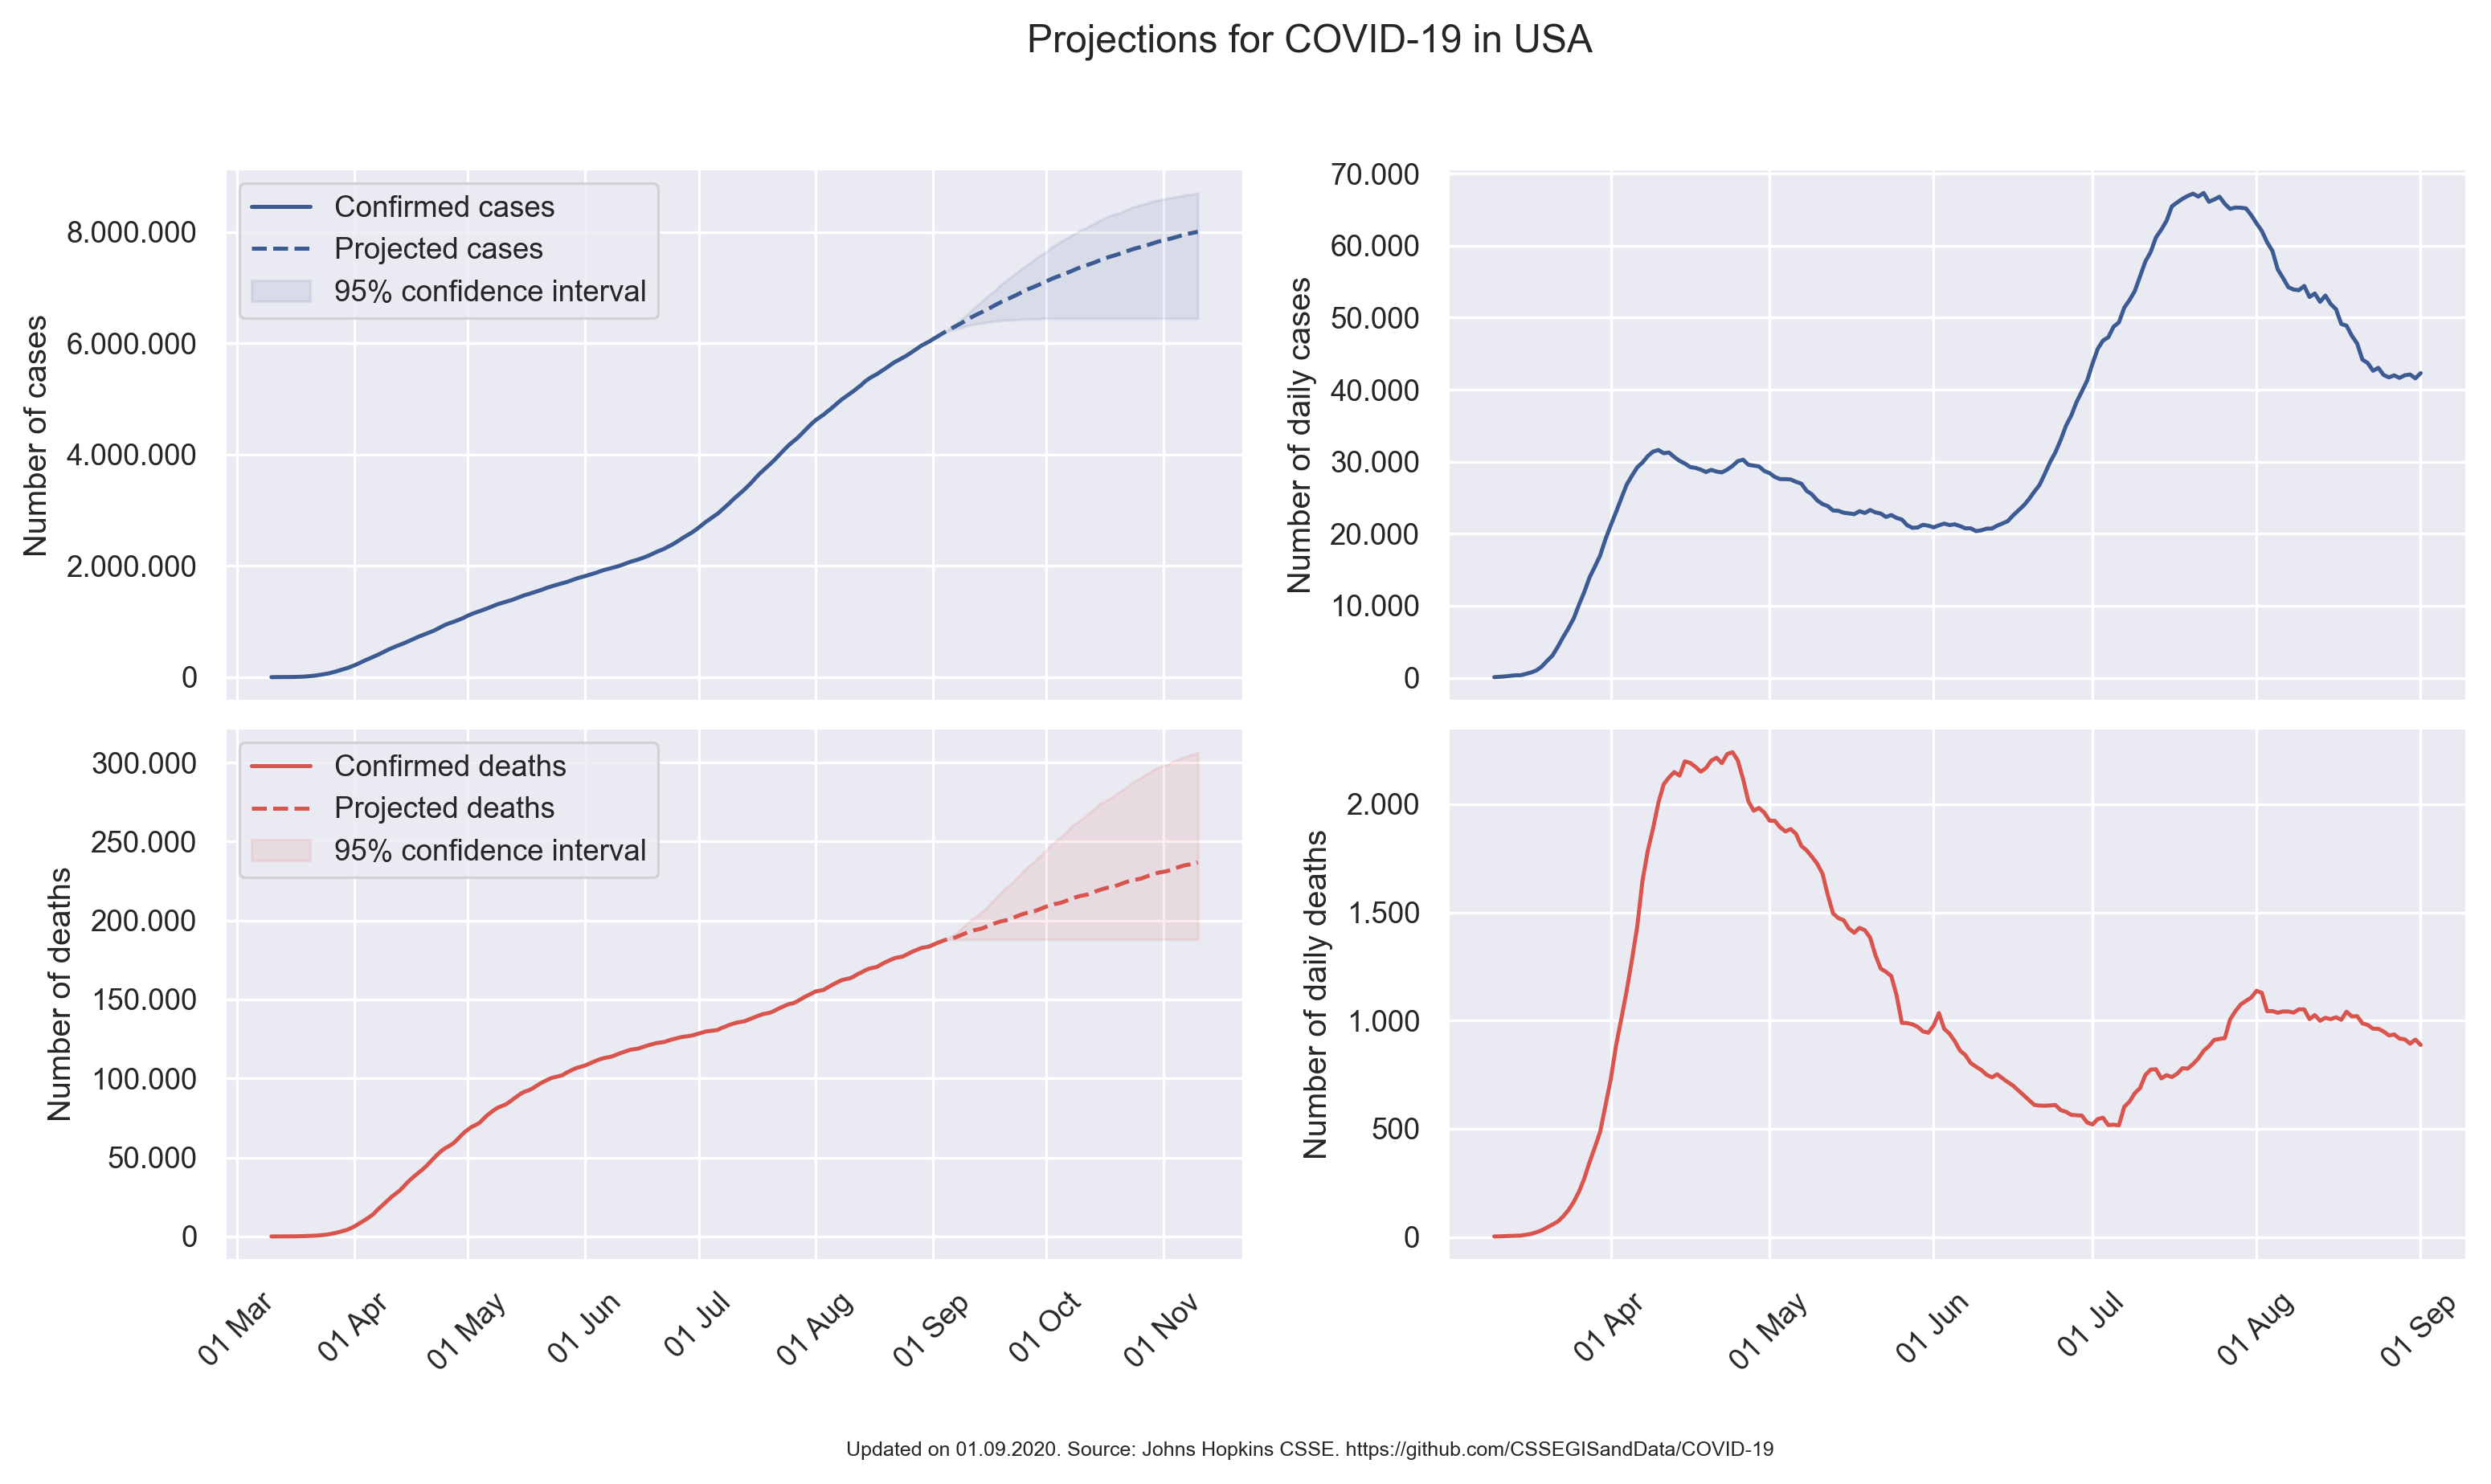 Projections for COVID-19 in USA
Number of cases
8.000.000
6.000.000
4.000.000
2.000.000
0
Confirmed cases
Projected cases
95% confidence interval
Number of daily cases
70.000
60.000
50.000
40.000
30.000
20.000
10.000
0
Number of deaths
300.000
250.000
200.000
150.000
100.000
50.000
0
Confirmed deaths
Projected deaths
95% confidence interval
01 Mar
01 Apr
01 May
01 Jun
01 Jul
01 Aug
01 Sep
01 Oct
01 Nov
Number of daily deaths
2.000
1.500
1.000
500
0
01 Apr
01 May
01 Jun
01 Jul
01 Aug
01 Sep
Updated on 01.09.2020. Source: Johns Hopkins CSSE. https://github.com/CSSEGISandData/COVID-19